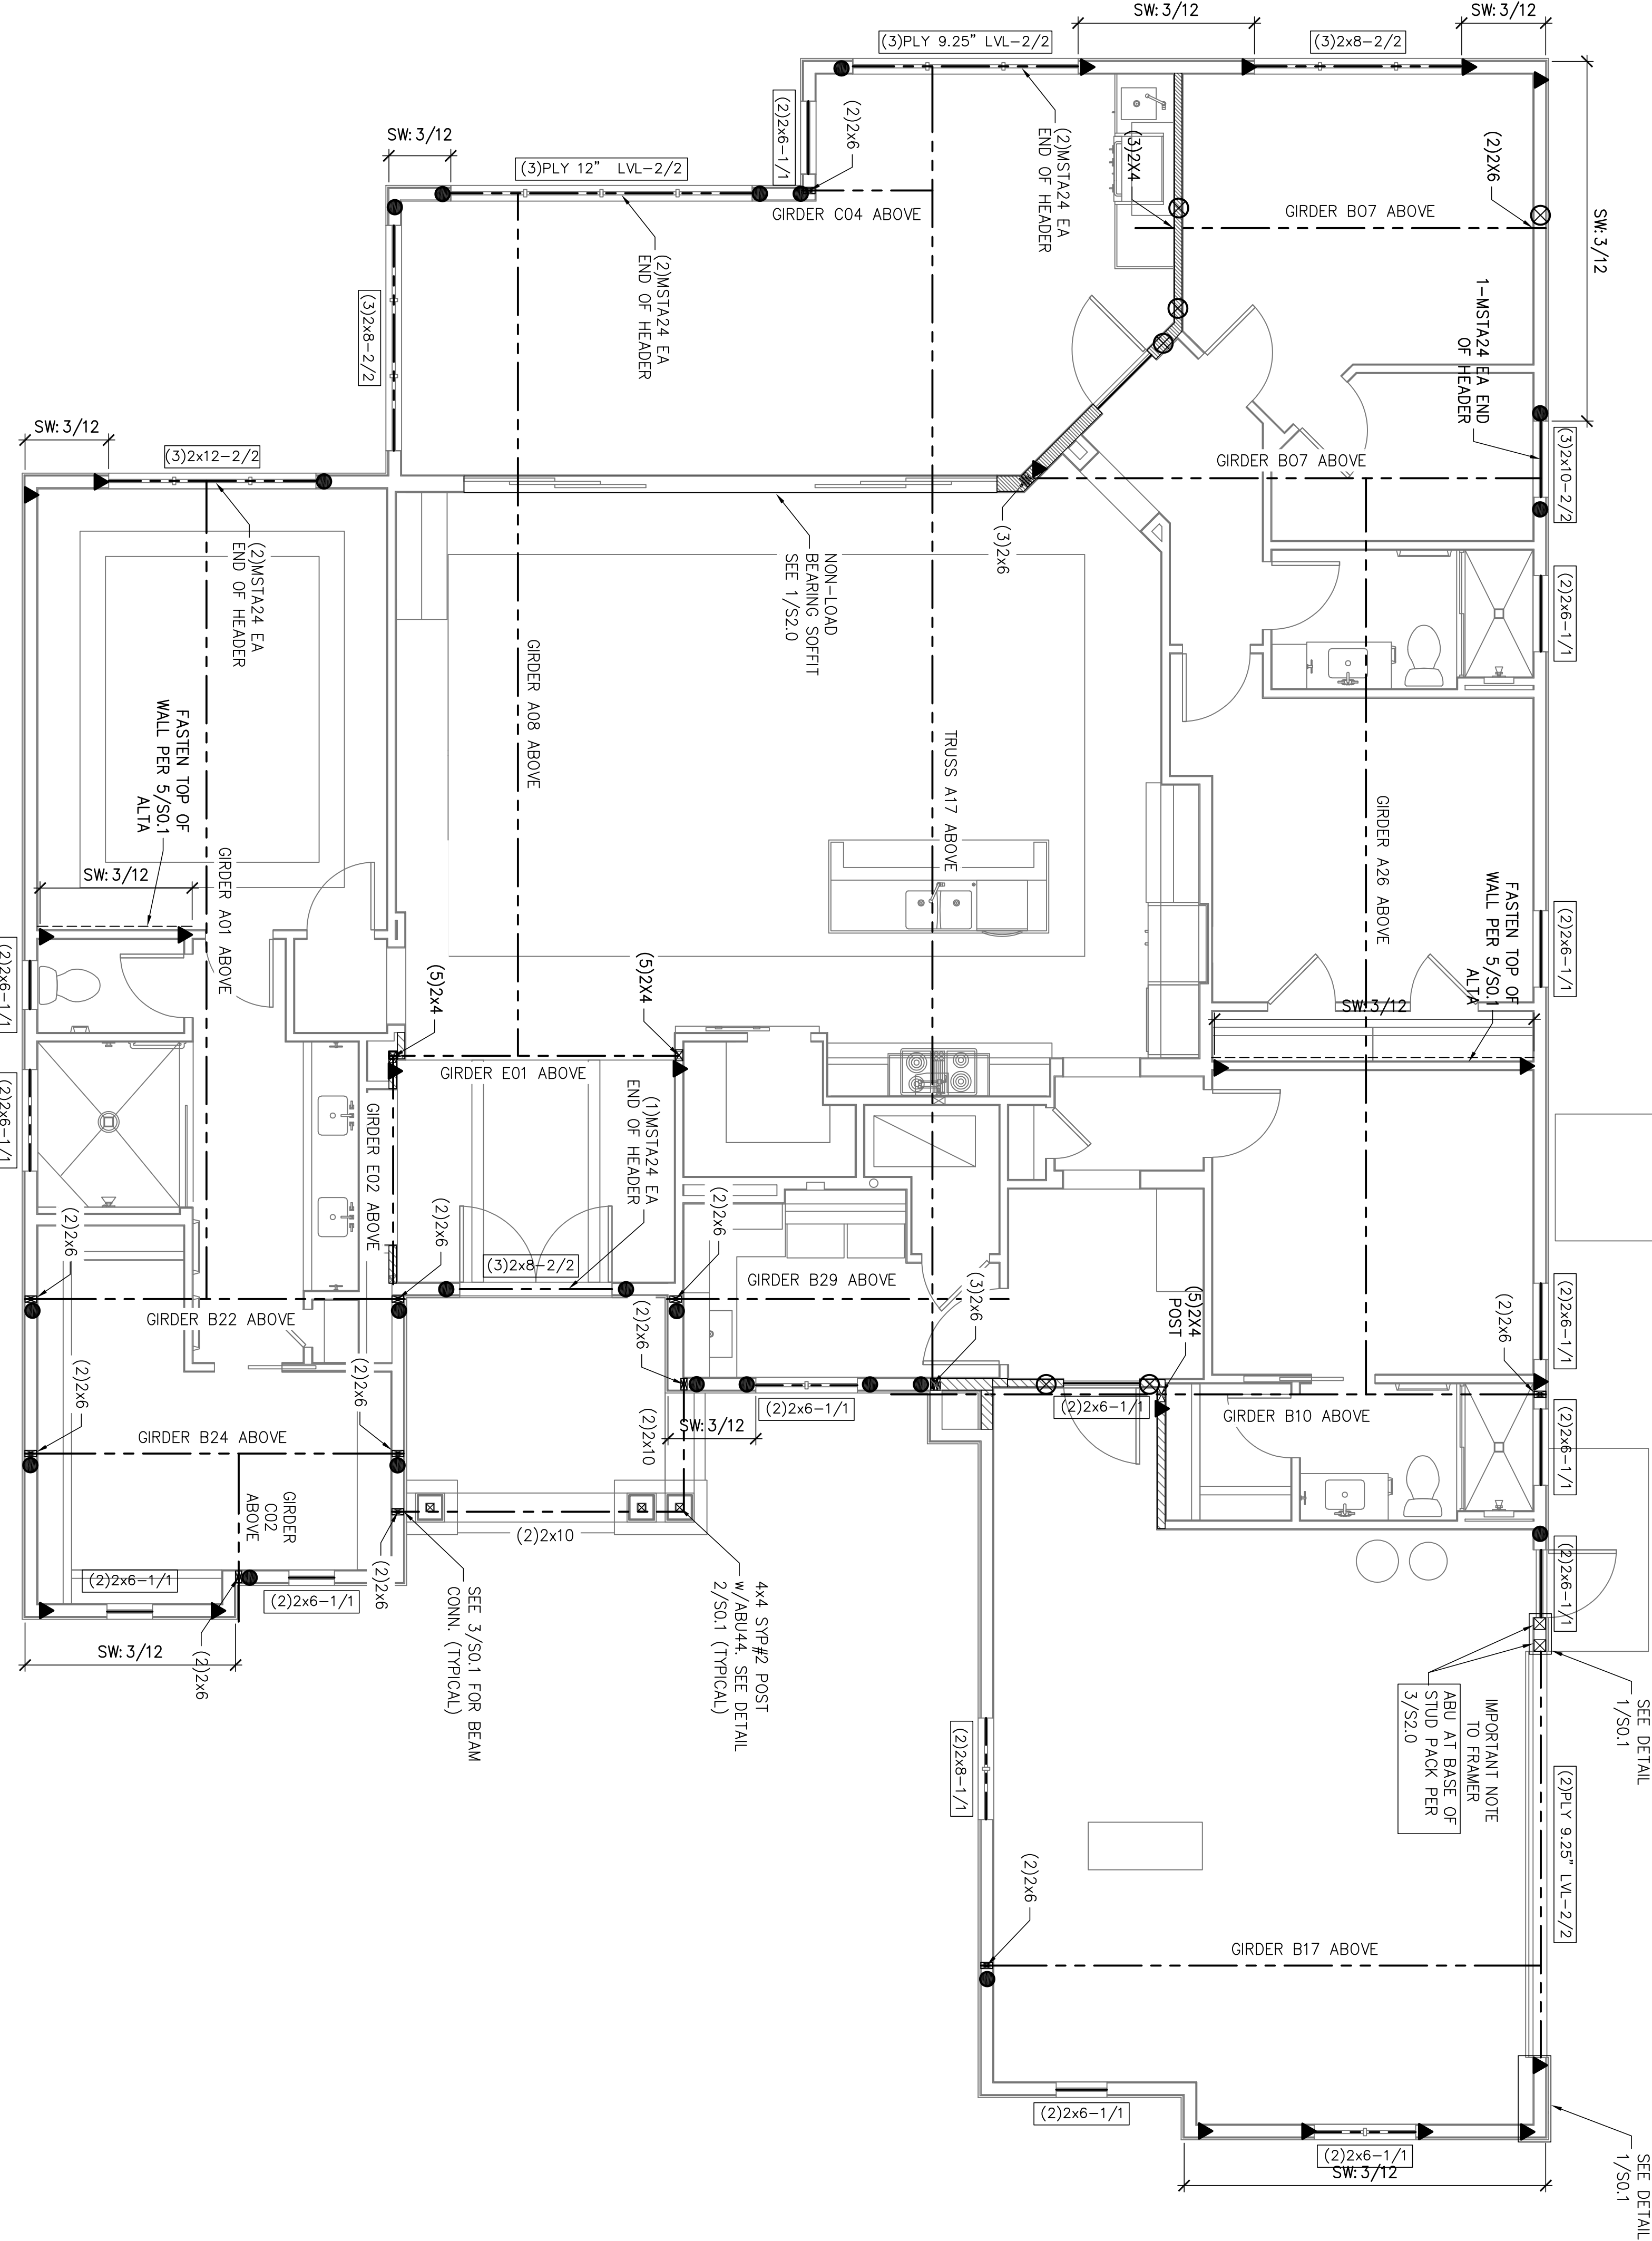 SW: 3/12
SW: 3/12
(3)PLY 9.25" LVL-2/2
(3)2x8-2/2
(2)2x6-1/1
(2)2x6
(2)MSTA24 EA
END OF HEADER
(3)2X4
(2)2X6
SW: 3/12
SW: 3/12
(3)PLY 12" LVL-2/2
GIRDER C04 ABOVE
GIRDER B07 ABOVE
(3)2x8-2/2
(2)MSTA24 EA
END OF HEADER
1-MSTA24 EA END
OF HEADER
SW: 3/12
(3)2x12-2/2
GIRDER B07 ABOVE
(3)2x10-2/2
(2)MSTA24 EA
END OF HEADER
NON-LOAD
BEARING SOFFIT
SEE 1/S2.0
(3)2x6
(2)2x6-1/1
GIRDER A08 ABOVE
TRUSS A17 ABOVE
GIRDER A26 ABOVE
FASTEN TOP OF
WALL PER 5/S0.1
ALTA
SW: 3/12
GIRDER A01 ABOVE
FASTEN TOP OF
WALL PER 5/S0.1
ALTA
SW: 3/12
(2)2x6-1/1
(2)2x6-1/1
(2)2x6-1/1
(5)2x4
(5)2X4
GIRDER E01 ABOVE
(1)MSTA24 EA
END OF HEADER
GIRDER E02 ABOVE
(2)2x6
(2)2x6
(2)2x6
(3)2x8-2/2
GIRDER B29 ABOVE
(3)2x6
(5)2X4
POST
(2)2x6
(2)2x6-1/1
GIRDER B22 ABOVE
(2)2x6
(2)2x6
(2)2x6
(2)2x10
SW: 3/12
(2)2x6-1/1
(2)2x6-1/1
GIRDER B10 ABOVE
(2)2x6-1/1
GIRDER B24 ABOVE
GIRDER
C02
ABOVE
(2)2x10
(2)2x6
(2)2x6-1/1
(2)2x6-1/1
(2)2x6-1/1
SW: 3/12
(2)2x6
SEE 3/S0.1 FOR BEAM
CONN. (TYPICAL)
4x4 SYP#2 POST
w/ABU44. SEE DETAIL
2/S0.1 (TYPICAL)
IMPORTANT NOTE
TO FRAMER
ABU AT BASE OF
STUD PACK PER
3/S2.0
SEE DETAIL
1/S0.1
(2)2x8-1/1
(2)PLY 9.25" LVL-2/2
(2)2x6
GIRDER B17 ABOVE
(2)2x6-1/1
(2)2x6-1/1
SW: 3/12
SEE DETAIL
1/S0.1